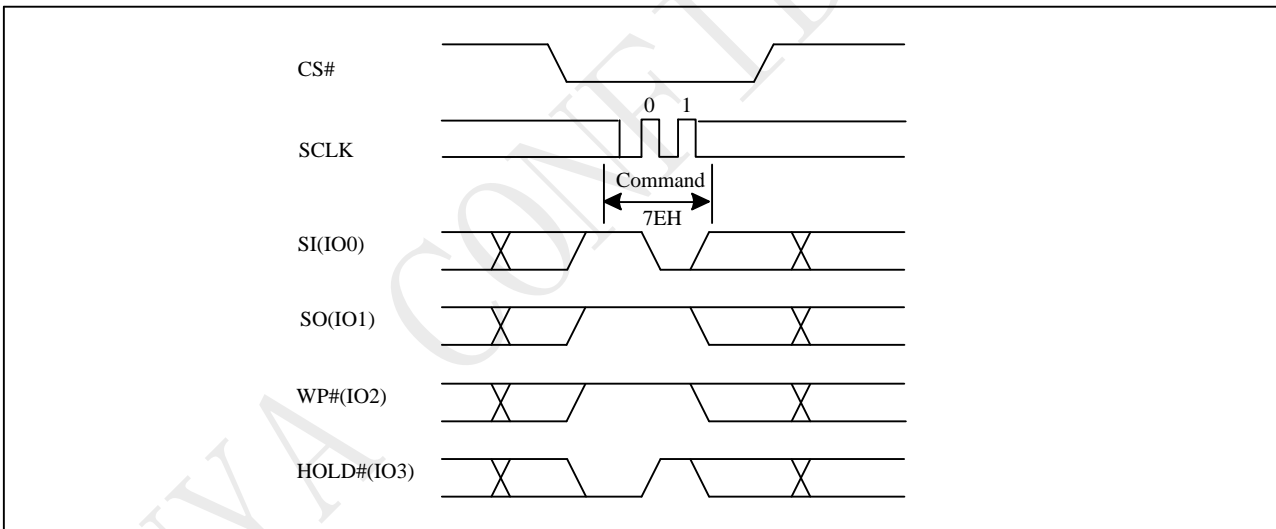 CS#
0 1
SCLK
Command
7EH
SI(IO0)
SO(IO1)
WP#(IO2)
HOLD#(IO3)